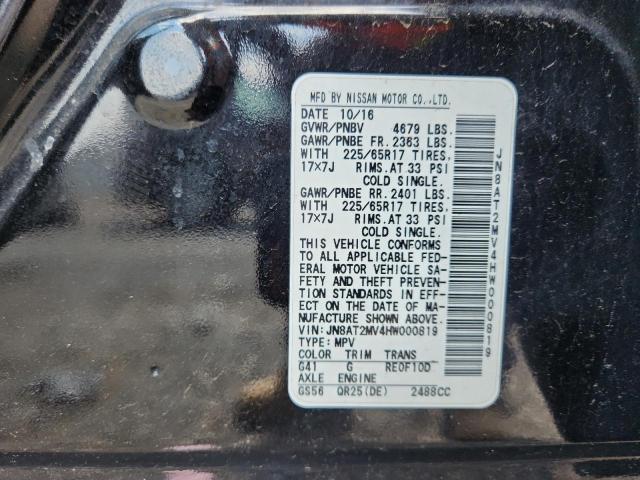 MFD BY NISSAN MOTOR CO.,LTD.
DATE 10/16
GVWR/PNBV 4679 LBS.
GAWR/PNBE FR. 2363 LBS.
WITH 225/65R17 TIRES,
17×7J RIMS.AT 33 PSI
COLD SINGLE.
GAWR/PNBE RR. 2401 LBS.
WITH 225/65R17 TIRES,
17×7J RIMS.AT 33 PSI
COLD SINGLE.
THIS VEHICLE CONFORMS
TO ALL APPLICABLE FED-
ERAL MOTOR VEHICLE SA-
FETY AND THEFT PREVEN-
TION STANDARDS IN EFF-
ECT ON THE DATE OF MA-
NUFACTURE SHOWN ABOVE.
VIN: JN8AT2MV4HW000819
TYPE: MPV
COLOR TRIM TRANS
G41 G RE0F10D
AXLE ENGINE
GS56 QR25(DE) 2488CC
JN8AT2MV4HW000819